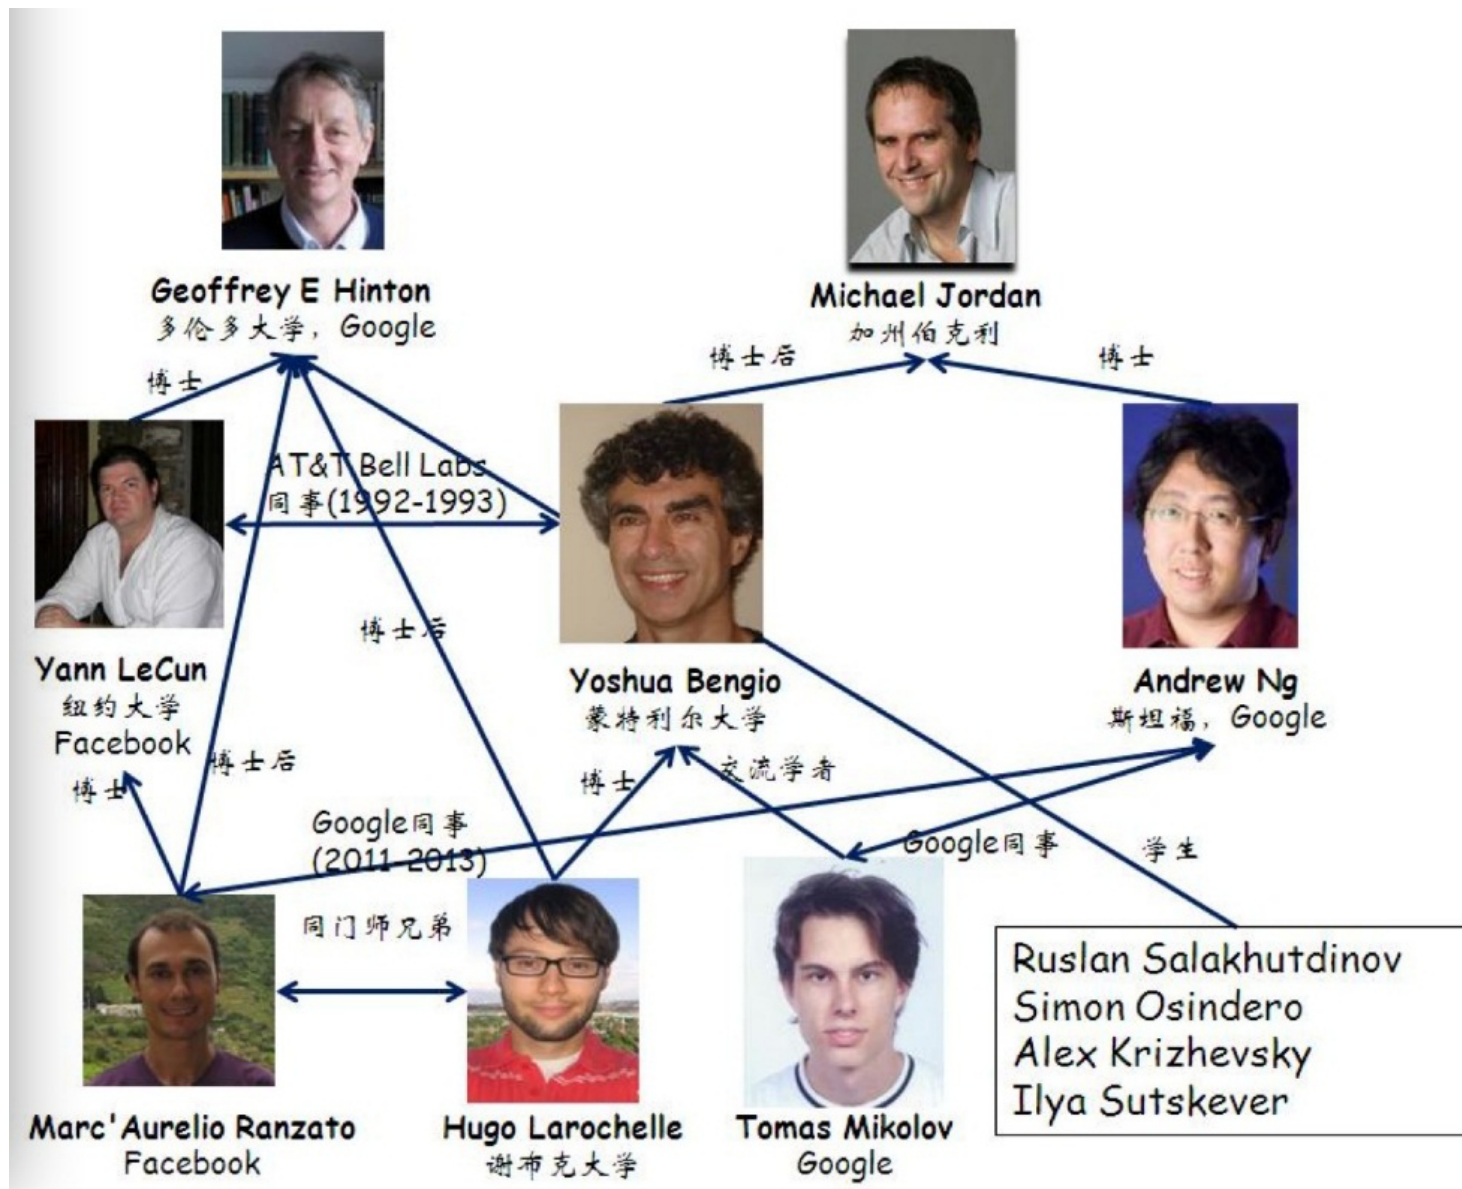 Geoffrey E Hinton
多伦多大学，Google
Michael Jordan
加州伯克利
博士
博士后
博士
AT&T Bell Labs
同事(1992-1993)
博士后
Yann LeCun
纽约大学
Facebook
Yoshua Bengio
蒙特利尔大学
Andrew Ng
斯坦福，Google
博士
博士后
博士
交流学者
Google同事
(2011-2013)
Google同事
学生
同门师兄弟
Ruslan Salakhutdinov
Simon Osindero
Alex Krizhevsky
Ilya Sutskever
Marc'Aurelio Ranzato
Facebook
Hugo Larochelle
谢布克大学
Tomas Mikolov
Google